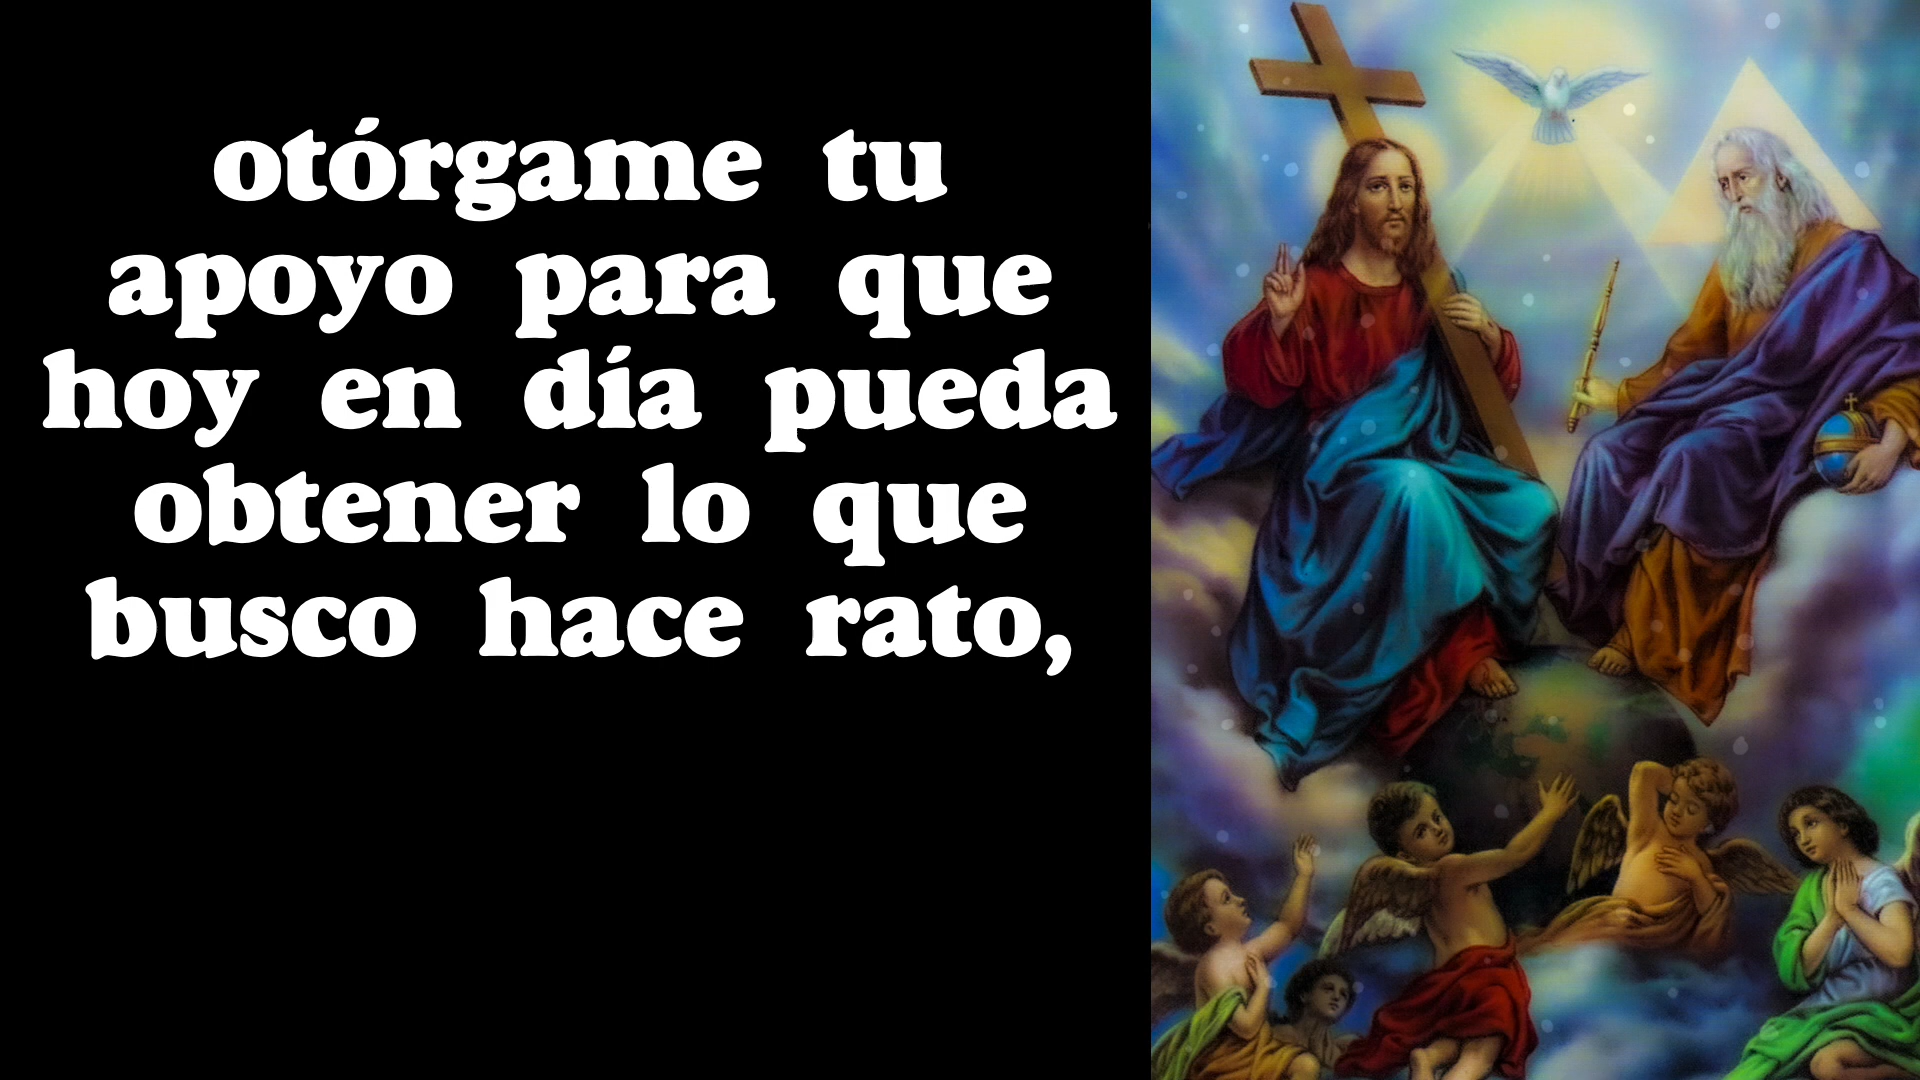 otórgame tu
apoyo para que
hoy en día pueda
obtener lo que
busco hace rato,